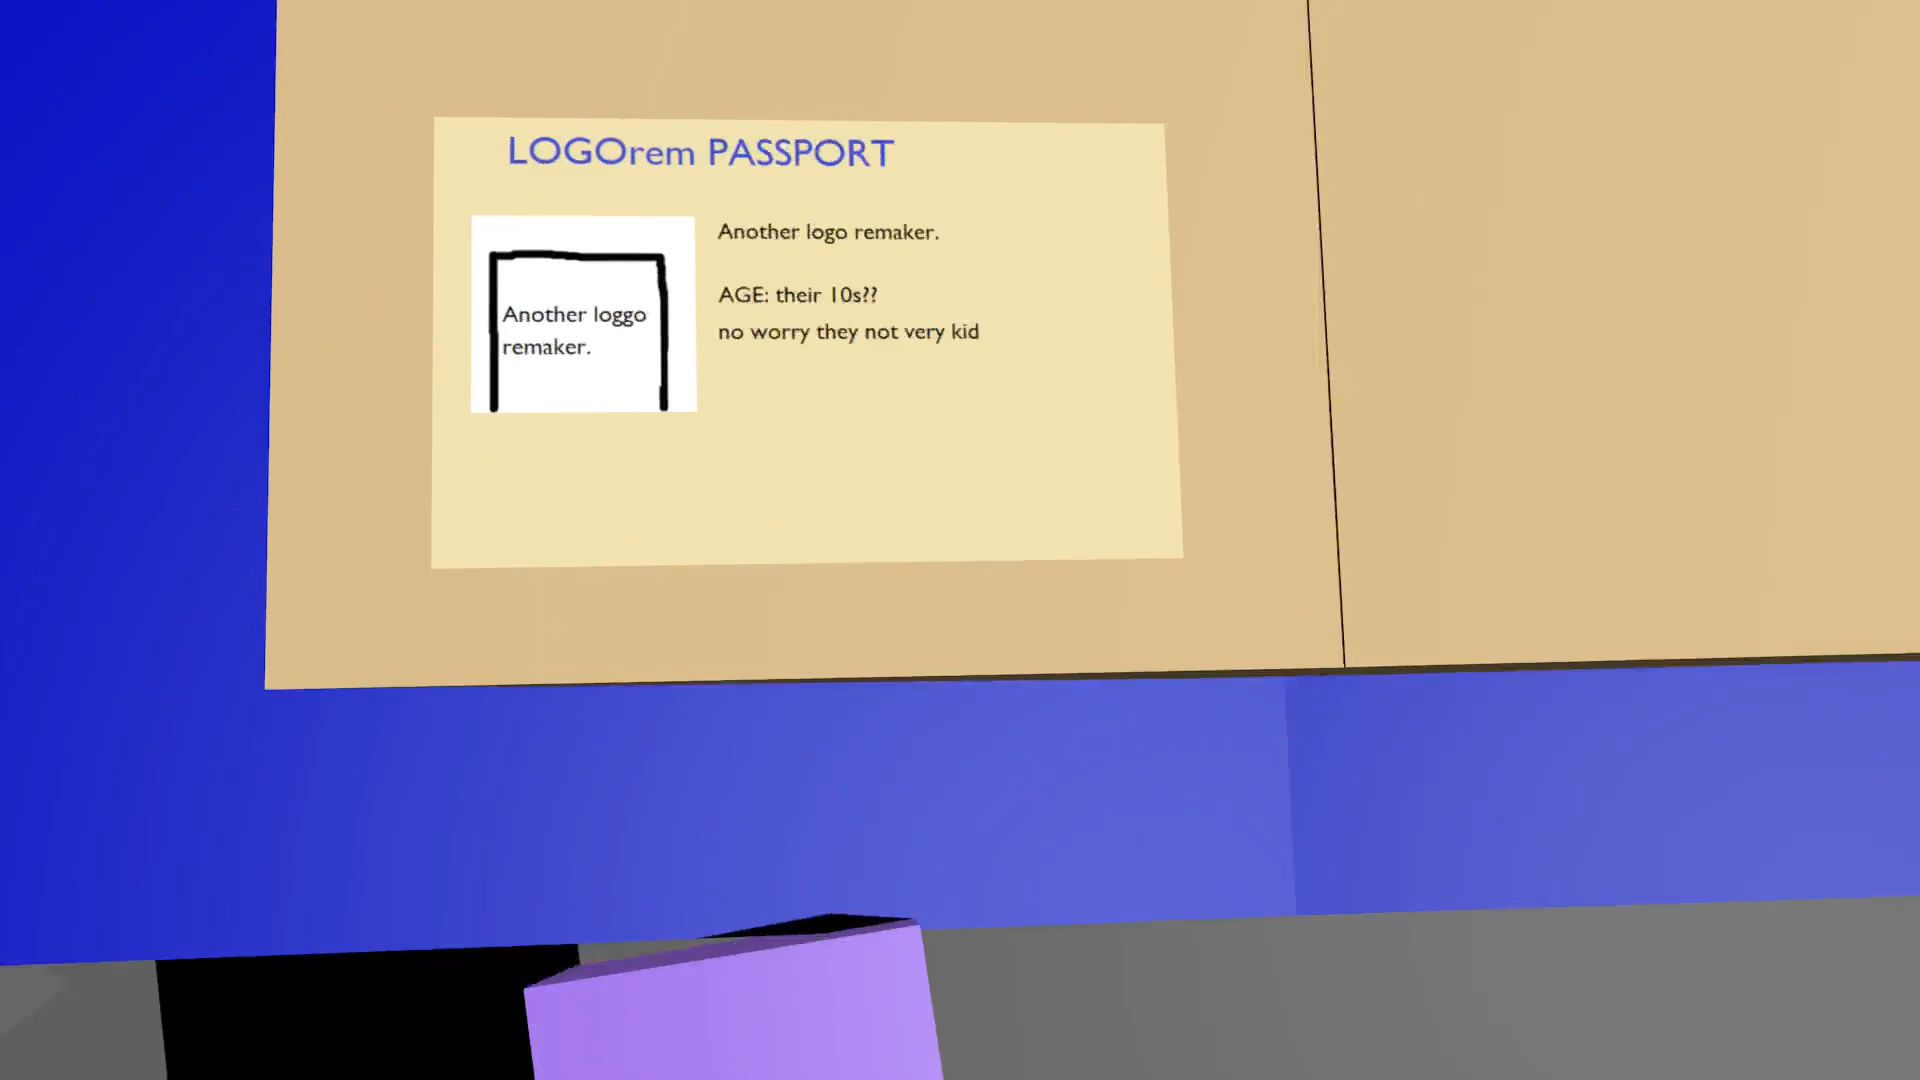 LOGOrem PASSPORT
Another logo remaker.
AGE: their 10s??
no worry they not very kid
Another loggo
remaker.